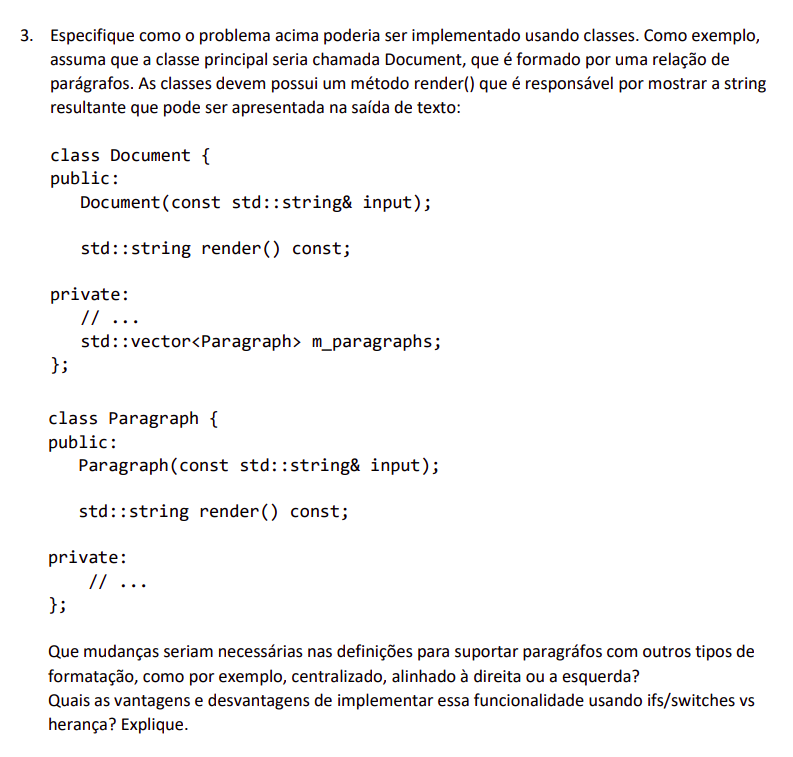 3. Especifique como o problema acima poderia ser implementado usando classes. Como exemplo,
assuma que a classe principal seria chamada Document, que é formado por uma relação de
parágrafos. As classes devem possui um método render() que é responsável por mostrar a string
resultante que pode ser apresentada na saída de texto:
class Document {
public:
Document(const std::string& input);
std::string render() const;
private:
// ...
std::vector<Paragraph> m_paragraphs;
};
class Paragraph {
public:
Paragraph(const std::string& input);
std::string render() const;
private:
// ...
};
Que mudanças seriam necessárias nas definições para suportar paragráfos com outros tipos de
formatação, como por exemplo, centralizado, alinhado à direita ou a esquerda?
Quais as vantagens e desvantagens de implementar essa funcionalidade usando ifs/switches vs
herança? Explique.